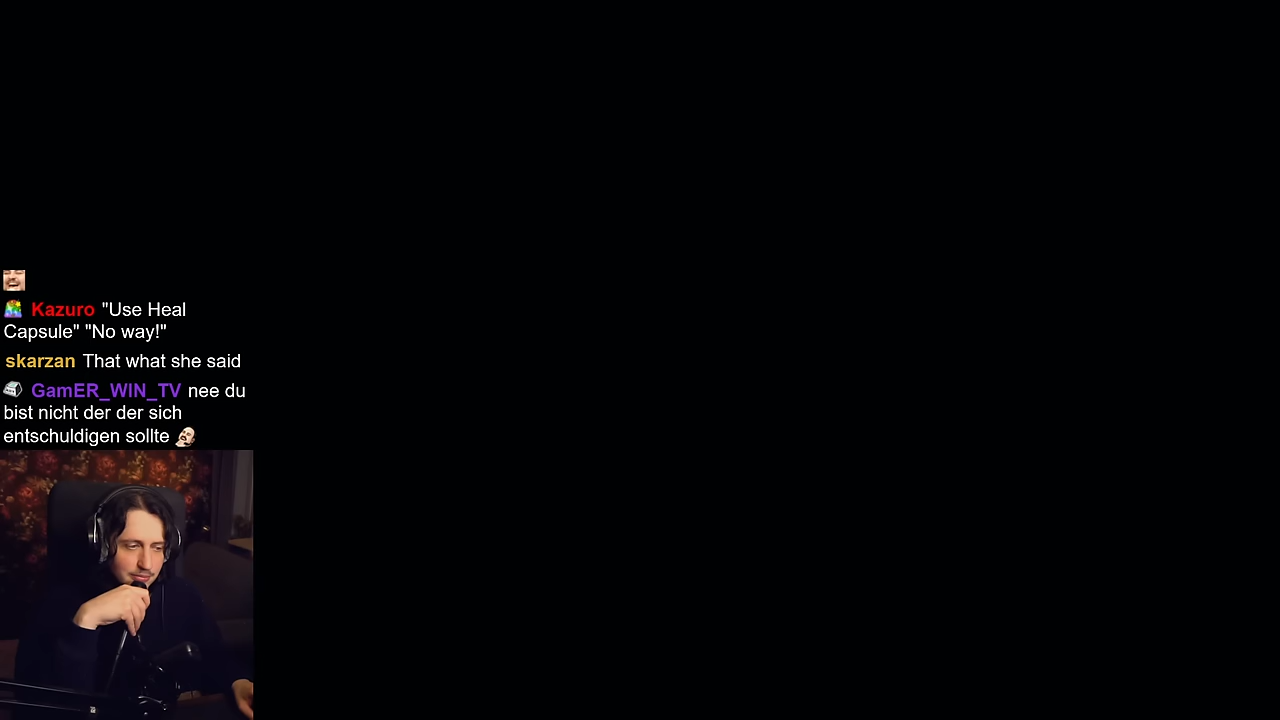 Kazuro "Use Heal
Capsule" "No way!"
skarzan That what she said
GamER_WIN_TV nee du
bist nicht der der sich
entschuldigen sollte